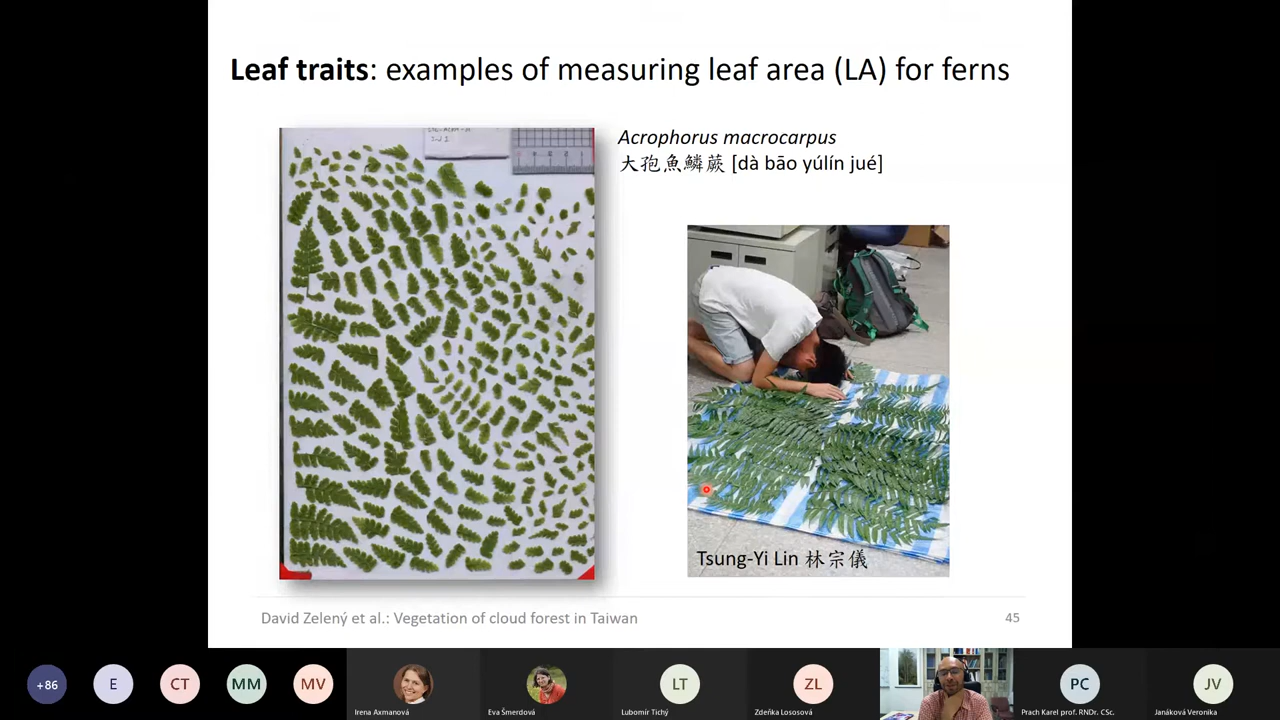 Leaf traits: examples of measuring leaf area (LA) for ferns
Acrophorus macrocarpus
大孢魚鱗蕨 [dà bāo yúlín jué]
Tsung-Yi Lin 林宗儀
David Zelený et al.: Vegetation of cloud forest in Taiwan
45
+86
E
CT
MM
MV
LT
ZL
PC
JV
Irena Axmanová
Eva Šmerdová
Lubomír Tichý
Zdeňka Lososová
Prach Karel prof. RNDr. CSc.
Janáková Veronika